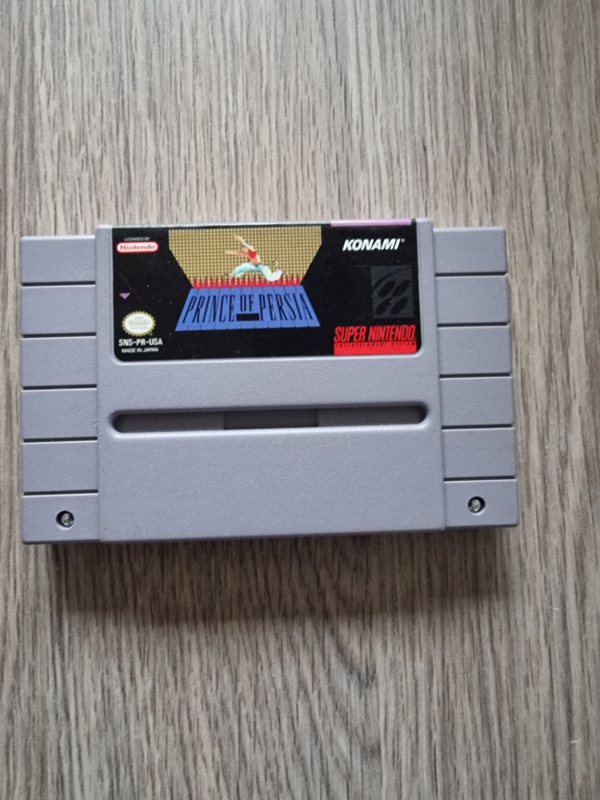 LICENSED BY
Nintendo
KONAMI®
PRINCE OF PERSIA
SNS-PR-USA
MADE IN JAPAN
SUPER NINTENDO